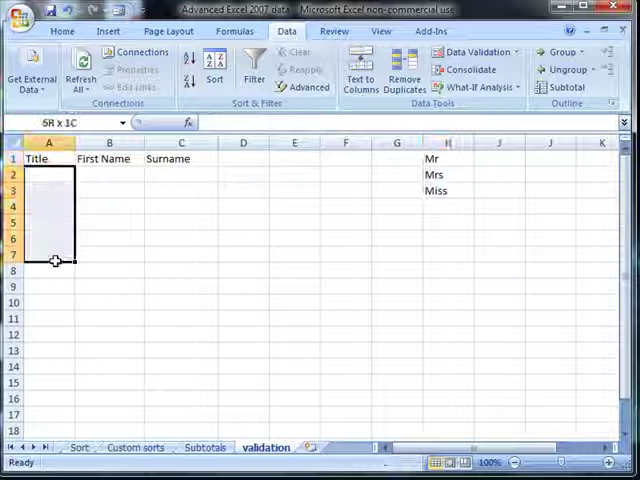 Advanced Excel 2007 data - Microsoft Excel non-commercial use
Home Insert Page Layout Formulas Data Review View Add-Ins
Get External Data
Refresh All
Connections
Properties
Edit Links
Connections
Sort
Filter
Clear
Reapply
Advanced
Sort & Filter
Text to Columns
Remove Duplicates
Data Validation
Consolidate
What-If Analysis
Data Tools
Group
Ungroup
Subtotal
Outline
5R x 1C
fx
A B C D E F G H J J K
1 Title First Name Surname Mr
2 Mrs
3 Miss
4
5
6
7
8
9
10
11
12
13
14
15
16
17
18
Sort Custom sorts Subtotals validation
Ready 100%